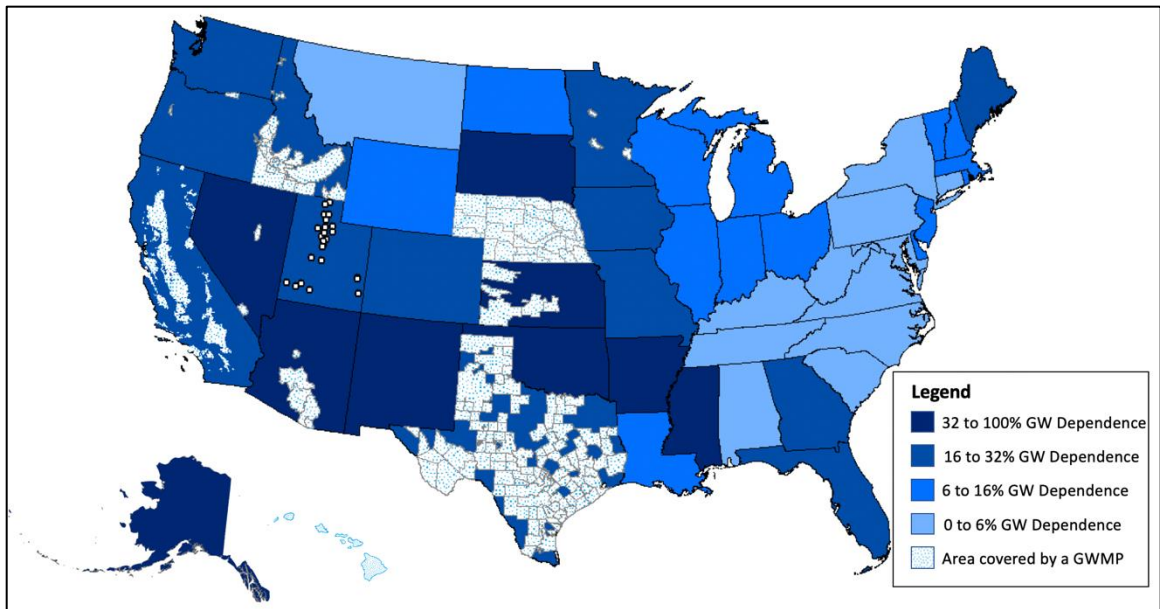 Legend
32 to 100% GW Dependence
16 to 32% GW Dependence
6 to 16% GW Dependence
0 to 6% GW Dependence
Area covered by a GWMP